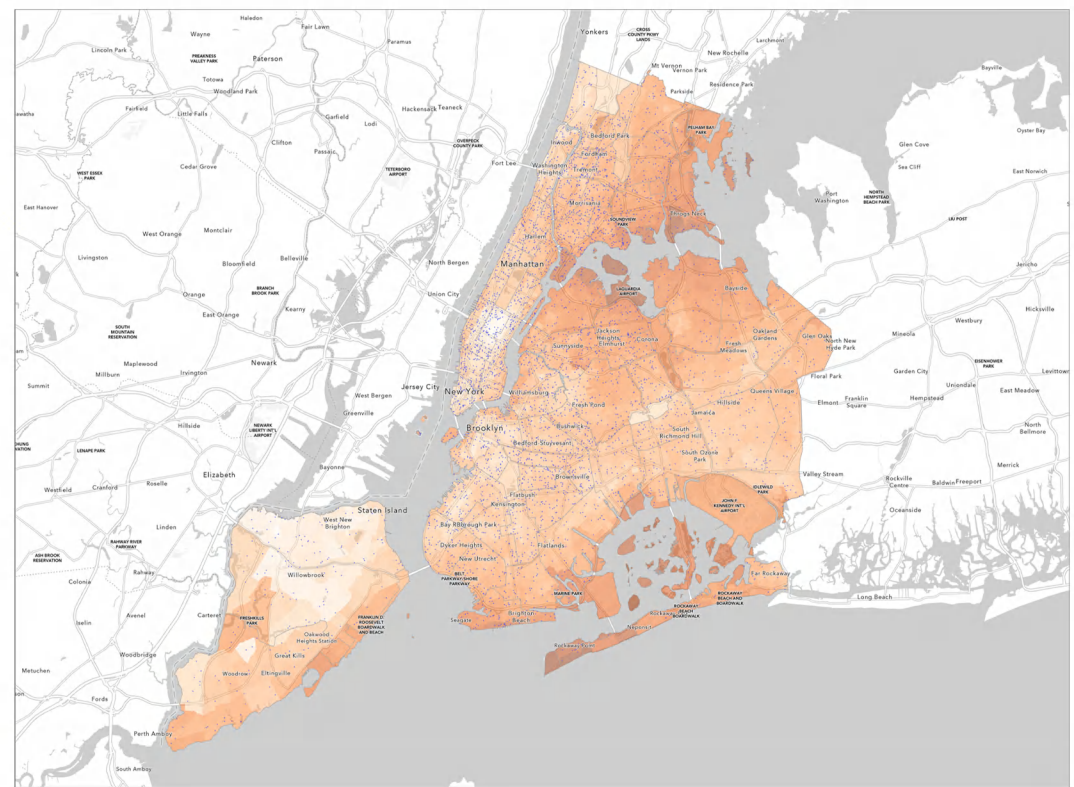 Haledon
Fair Lawn
Wayne
Yonkers
CROSS
COUNTY PKWY
LANDS
Larchmont
Paramus
Lincoln Park
PREAKNESS
VALLEY PARK
Paterson
New Rochelle
Mt Vernon
Vernon Park
Bayville
Totowa
Woodland Park
Residence Park
Parkside
Fairfield
Little Falls
Hackensack
Teaneck
Garfield
Lodi
PELHAM BAY
PARK
Oyster Bay
Bedford Park
Clifton
OVERPECK
COUNTY PARK
Inwood
Glen Cove
Passaic
Fordham
Cedar Grove
Fort Lee
Washington
Heights
Tremont
Sea Cliff
East Norwich
WEST ESSEX
PARK
TETERBORO
AIRPORT
Port
Washington
NORTH
HEMPSTEAD
BEACH PARK
East Hanover
Morrisania
Throgs Neck
LIU POST
SOUNDVIEW
PARK
West Orange
Montclair
Harlem
Livingston
Bloomfield
Belleville
North Bergen
Manhattan
Jericho
BRANCH
BROOK PARK
Orange
Union City
LAGUARDIA
AIRPORT
Bayside
East Orange
Kearny
Hicksville
Westbury
SOUTH
MOUNTAIN
RESERVATION
Jackson
Heights
Elmhurst
Corona
Sunnyside
Oakland
Gardens
Glen Oaks
North New
Hyde Park
Mineola
Fresh
Meadows
Maplewood
Newark
EISENHOWER
PARK
Millburn
Irvington
Garden City
Levittown
Summit
Jersey City
New York
Floral Park
Uniondale
East Meadow
West Bergen
Williamsburg
Queens Village
Elmont
Franklin
Square
Hempstead
Greenville
Fresh Pond
Hillside
Jamaica
Hillside
NEWARK
LIBERTY INT'L
AIRPORT
Brooklyn
Bushwick
South
Richmond Hill
North
Bellmore
LENAPE PARK
Bedford Stuyvesant
South Ozone
Park
Merrick
Bayonne
Elizabeth
Brownsville
Valley Stream
Rockville
Centre
Baldwin
Freeport
Westfield
Cranford
Roselle
Flatbush
Kensington
IDLEWILD
PARK
JOHN F
KENNEDY INT'L
AIRPORT
Oceanside
Staten Island
Linden
West New
Brighton
RAHWAY RIVER
PARKWAY
Dyker Heights
Flatlands
ASH BROOK
RESERVATION
New Utrecht
Rahway
Willowbrook
BELT
PARKWAY/SHORE
PARKWAY
Far Rockaway
Colonia
MARINE PARK
Long Beach
ROCKAWAY
BEACH AND
BOARDWALK
Avenel
Carteret
FRESHKILLS
PARK
FRANKLIN D
ROOSEVELT
BOARDWALK
AND BEACH
Seagate
Brighton
Beach
ROCKAWAY
BEACH
BOARDWALK
Iselin
Oakwood
Heights Station
Rockaway Point
Woodbridge
Great Kills
Metuchen
Woodrow
Eltingville
Fords
Perth Amboy
South Amboy